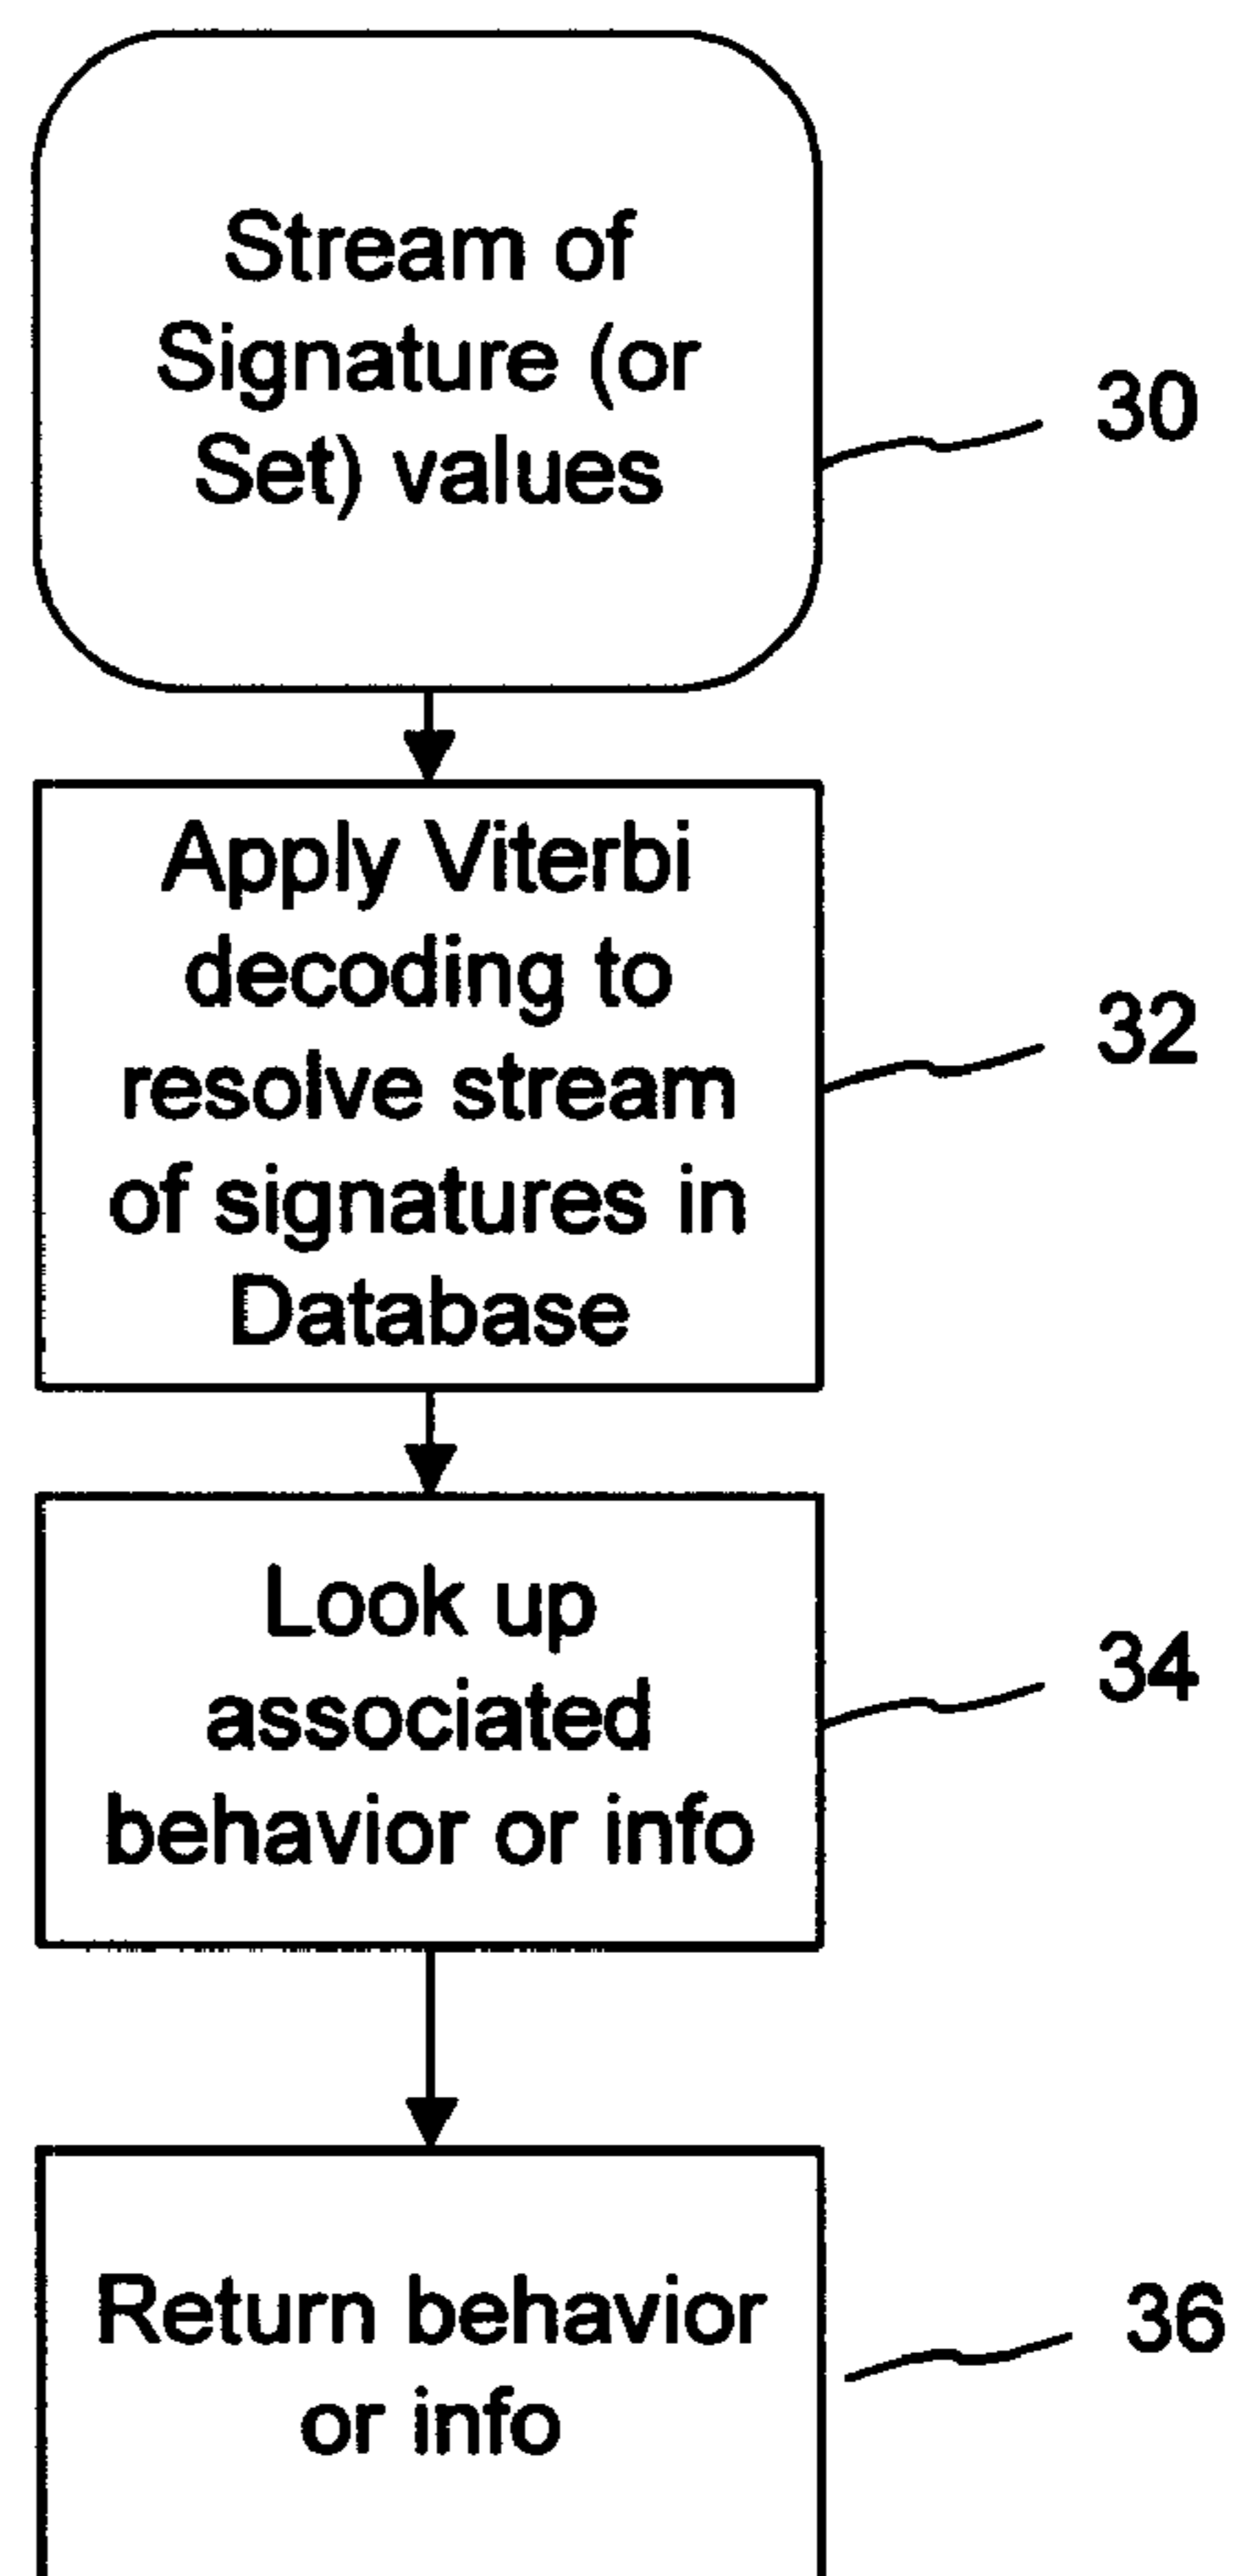 Stream of
Signature (or
Set) values
30
Apply Viterbi
decoding to
resolve stream
of signatures in
Database
32
Look up
associated
behavior or info
34
Return behavior
or info
36